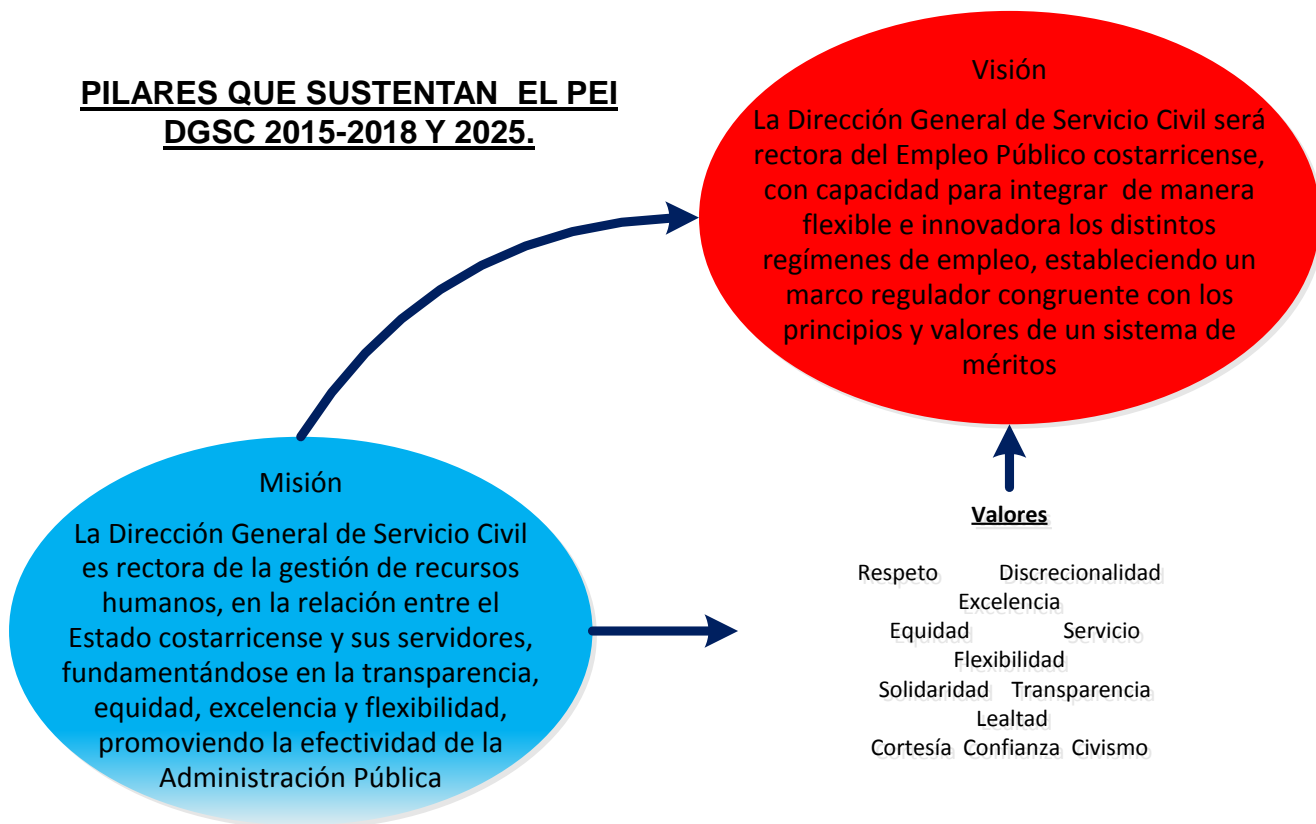 PILARES QUE SUSTENTAN EL PEI
DGSC 2015-2018 Y 2025.
Visión
La Dirección General de Servicio Civil será
rectora del Empleo Público costarricense,
con capacidad para integrar de manera
flexible e innovadora los distintos
regímenes de empleo, estableciendo un
marco regulador congruente con los
principios y valores de un sistema de
méritos
Misión
La Dirección General de Servicio Civil
es rectora de la gestión de recursos
humanos, en la relación entre el
Estado costarricense y sus servidores,
fundamentándose en la transparencia,
equidad, excelencia y flexibilidad,
promoviendo la efectividad de la
Administración Pública
Valores
Respeto Discrecionalidad
Excelencia
Equidad Servicio
Flexibilidad
Solidaridad Transparencia
Lealtad
Cortesía Confianza Civismo